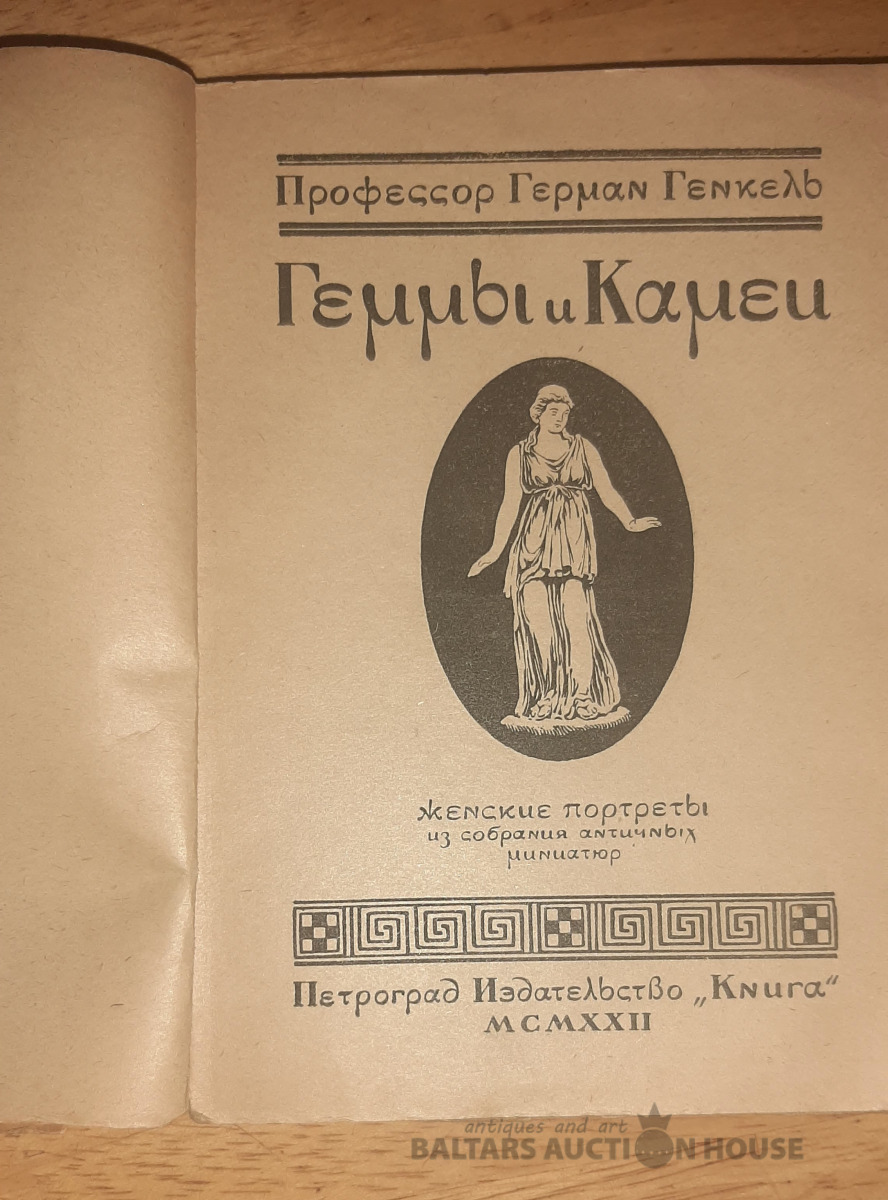 Профессор Герман Генкель
Геммы и Камеи
женские портреты
из собрания античных
миниатюр
Петроград Издательство „Книга“
MCMXXII
antiques and art
BALTARS AUCTION HOUSE